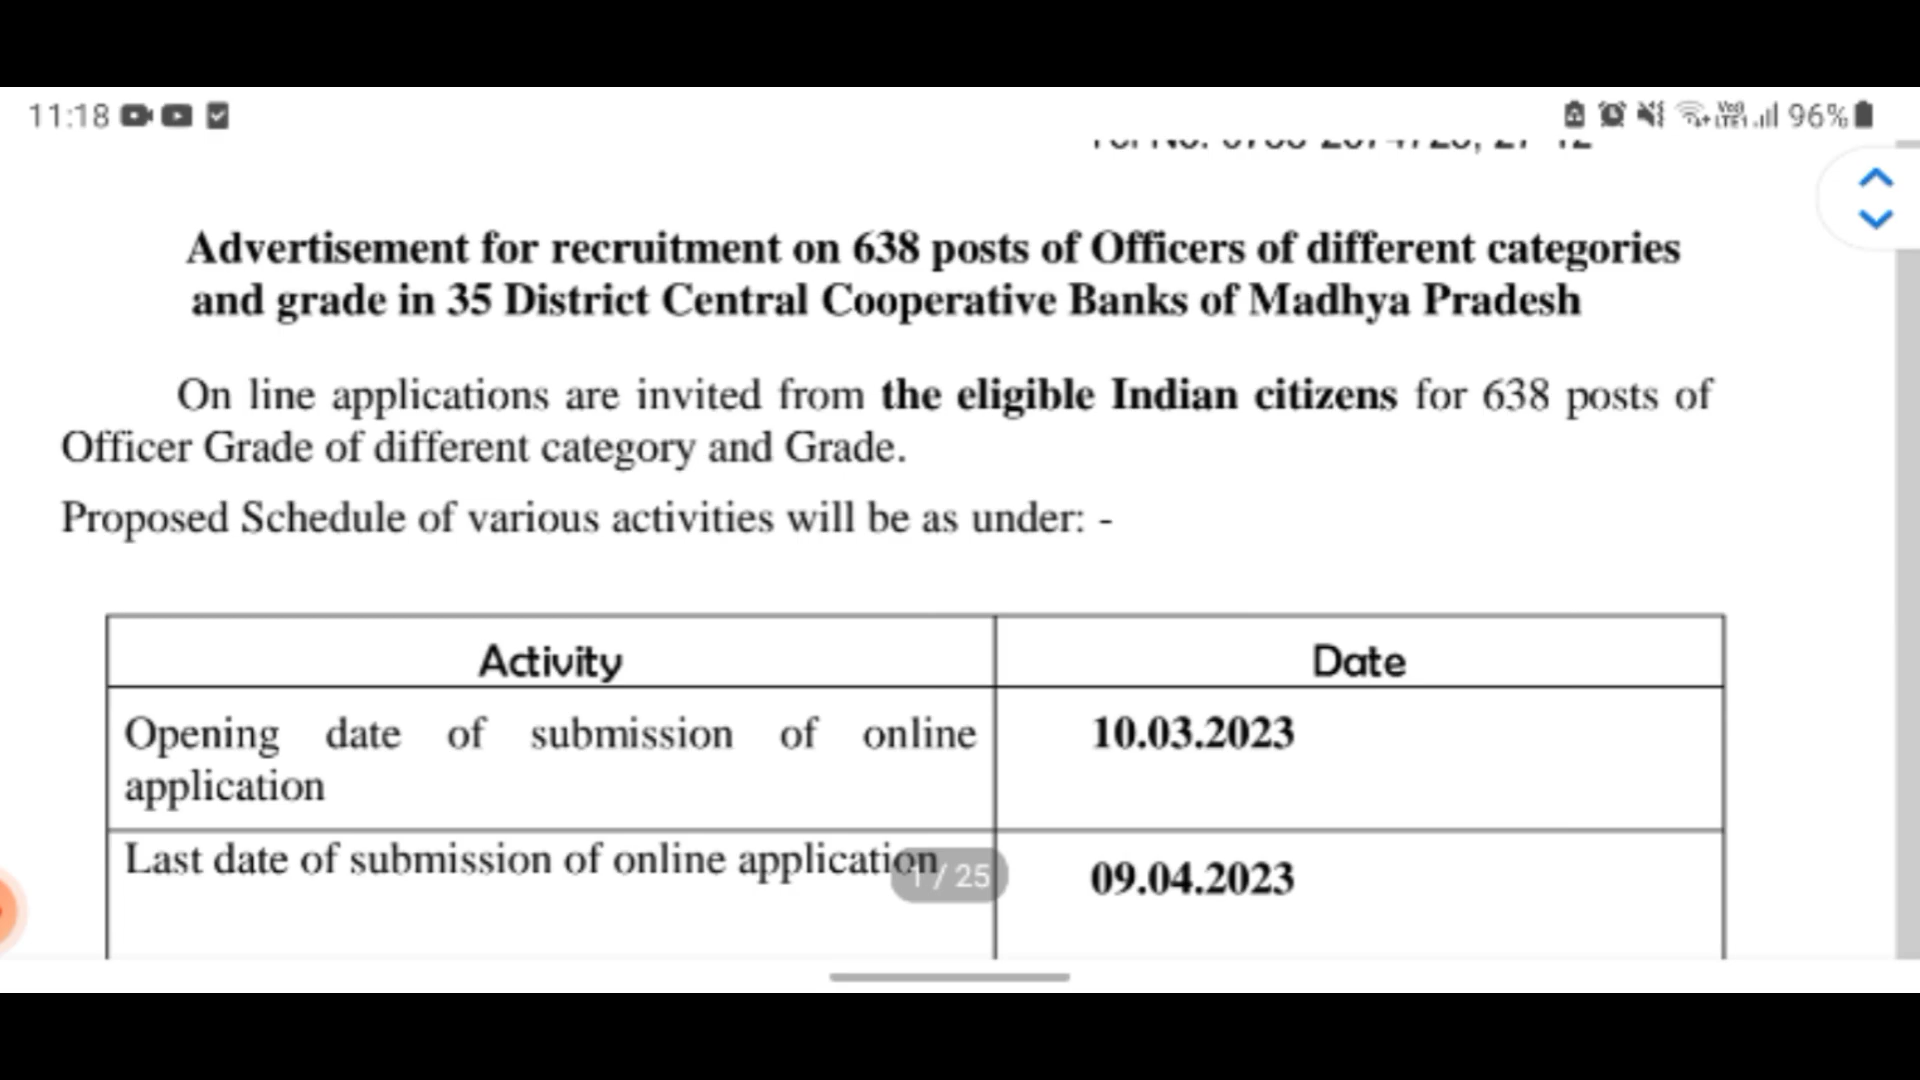 11:18
96%
Advertisement for recruitment on 638 posts of Officers of different categories
and grade in 35 District Central Cooperative Banks of Madhya Pradesh
On line applications are invited from the eligible Indian citizens for 638 posts of
Officer Grade of different category and Grade.
Proposed Schedule of various activities will be as under: -
Activity Date
Opening date of submission of online 10.03.2023
application
Last date of submission of online application 09.04.2023
1 / 25